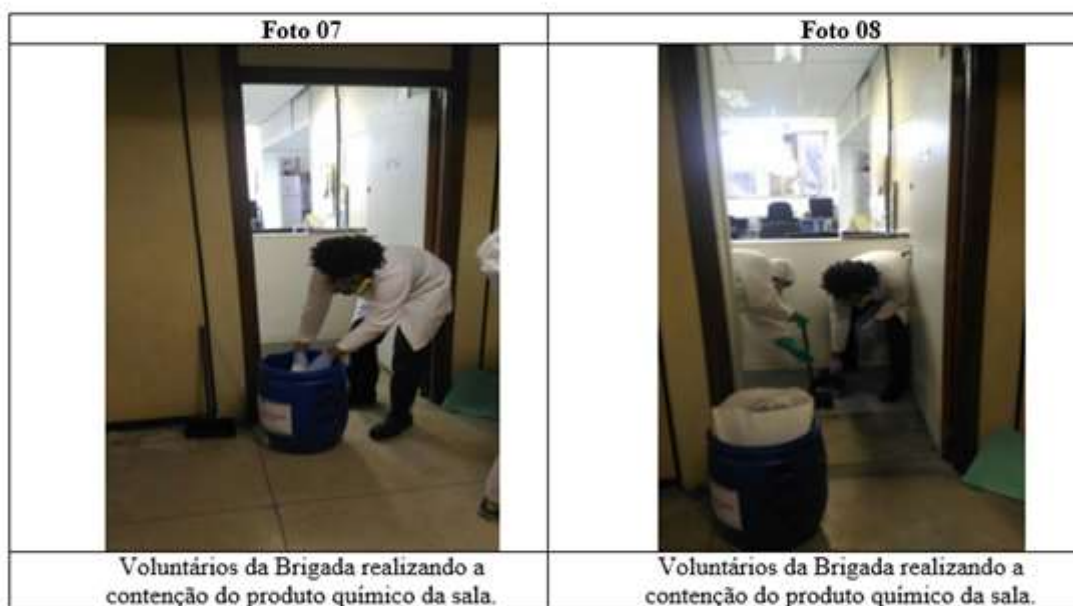 Foto 07
Foto 08
Voluntários da Brigada realizando a
contenção do produto químico da sala.
Voluntários da Brigada realizando a
contenção do produto químico da sala.